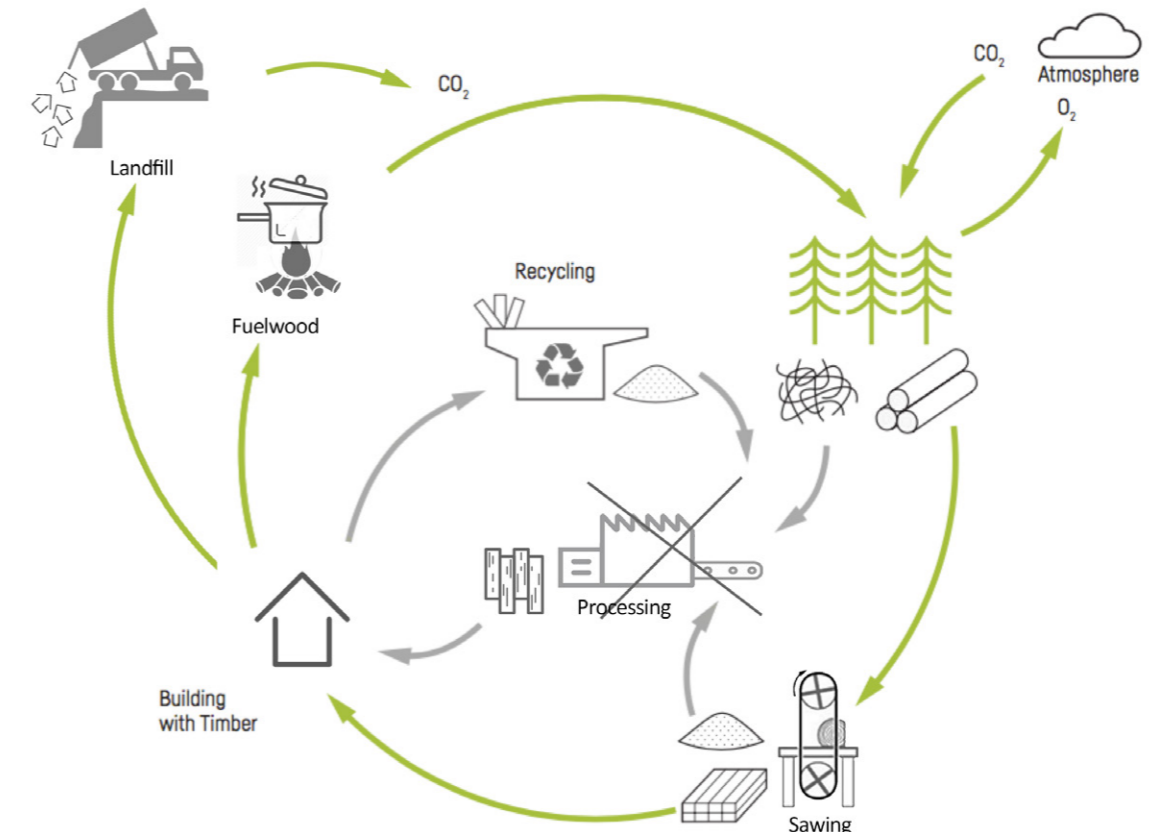 CO₂
Atmosphere
O₂
CO₂
Landfill
Fuelwood
Recycling
Processing
Building
with Timber
Sawing